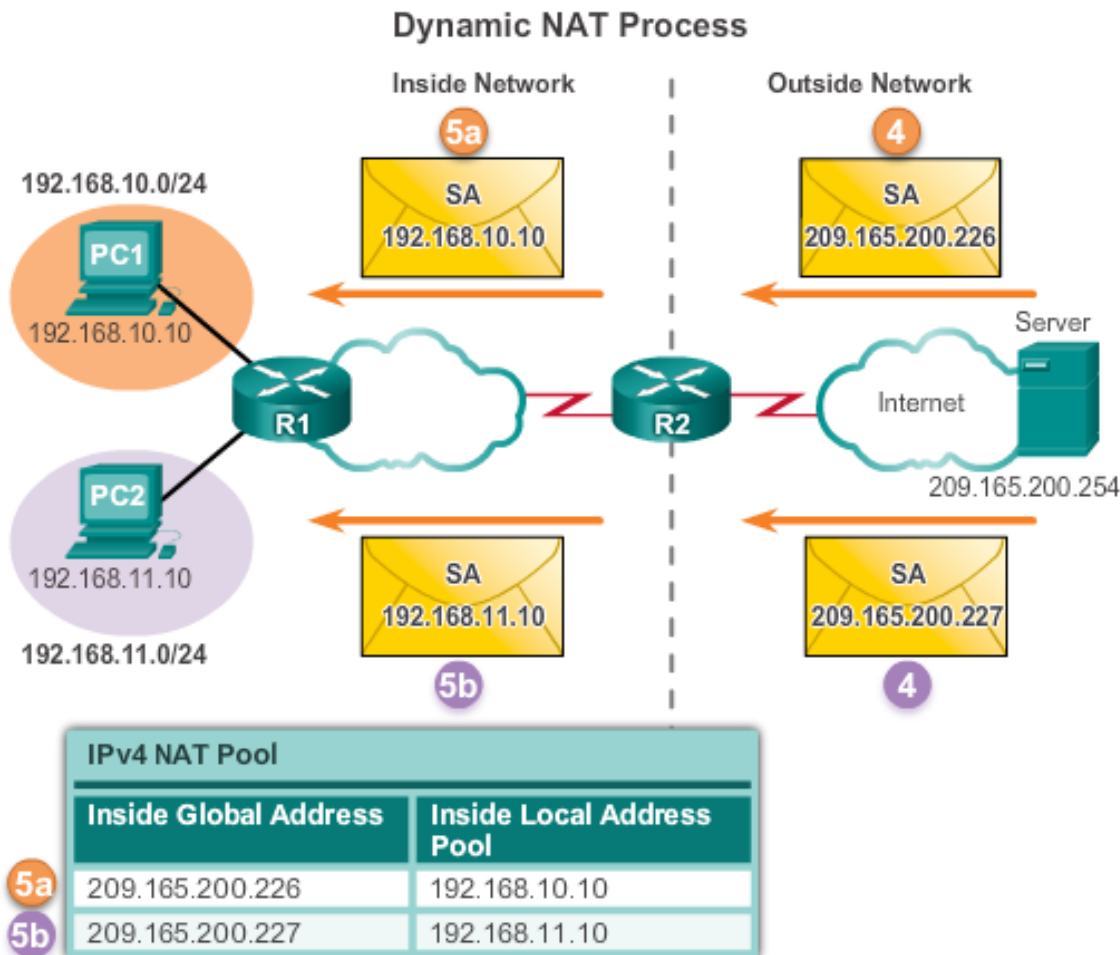 Dynamic NAT Process
Inside Network
Outside Network
5a
4
192.168.10.0/24
SA
192.168.10.10
SA
209.165.200.226
PC1
192.168.10.10
Server
R1
R2
Internet
209.165.200.254
PC2
192.168.11.10
192.168.11.0/24
SA
192.168.11.10
SA
209.165.200.227
5b
4
IPv4 NAT Pool
Inside Global Address
Inside Local Address
Pool
5a
209.165.200.226
192.168.10.10
5b
209.165.200.227
192.168.11.10